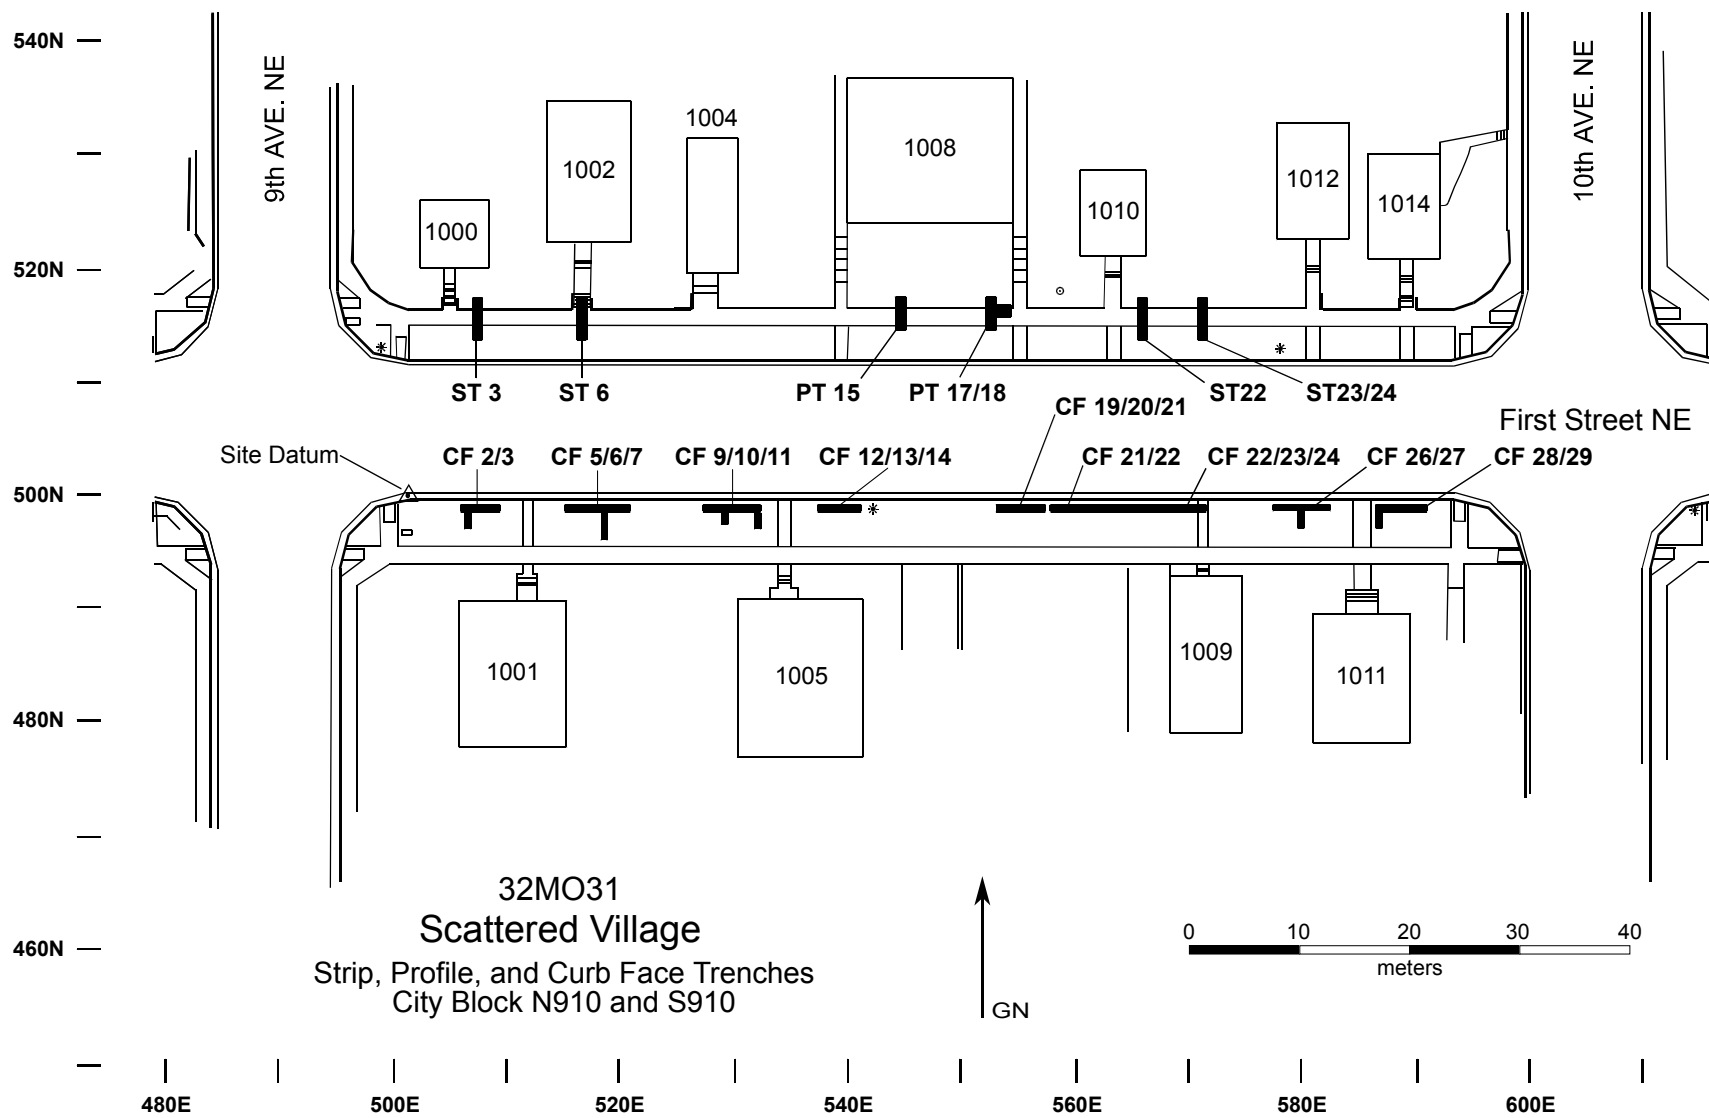 540N
9th AVE. NE
10th AVE. NE
1004
1002
1008
1012
1014
1010
1000
520N
ST 3
ST 6
PT 15
PT 17/18
ST22
ST23/24
CF 19/20/21
First Street NE
Site Datum
CF 2/3
CF 5/6/7
CF 9/10/11
CF 12/13/14
CF 21/22
CF 22/23/24
CF 26/27
CF 28/29
500N
1001
1005
1009
1011
480N
32MO31
Scattered Village
Strip, Profile, and Curb Face Trenches
City Block N910 and S910
GN
0 10 20 30 40
meters
460N
480E 500E 520E 540E 560E 580E 600E